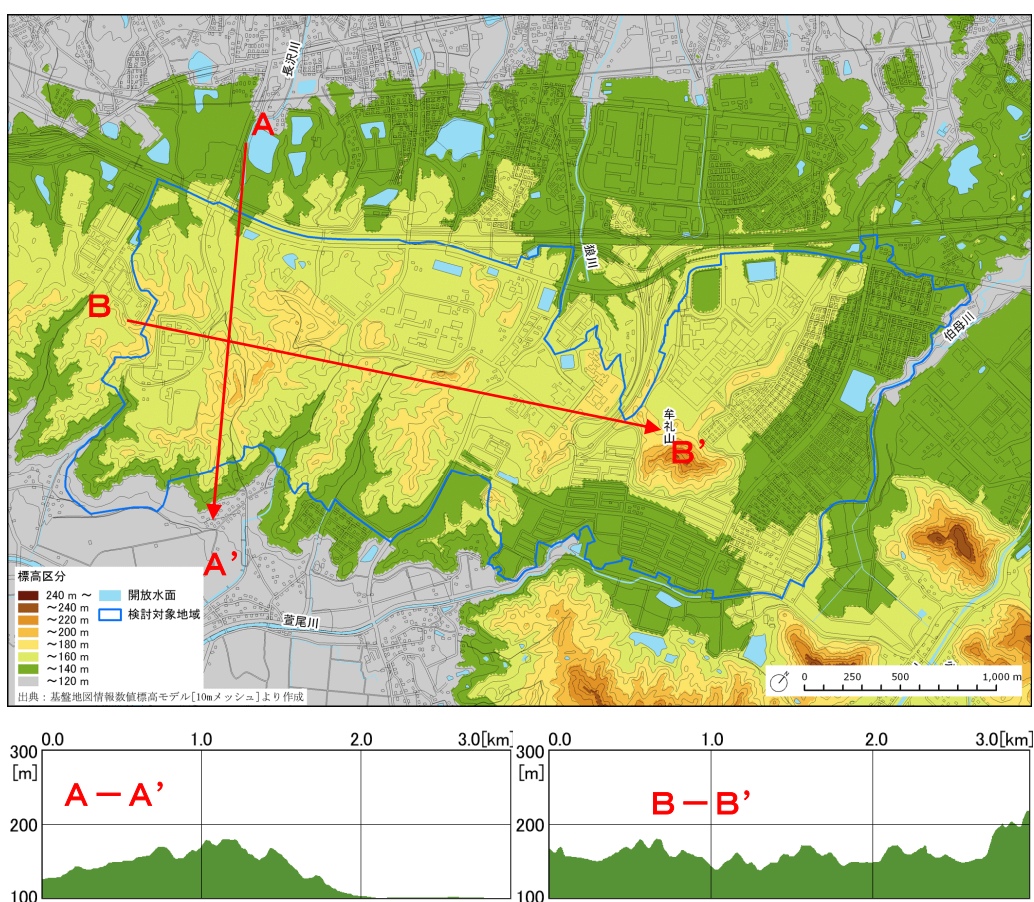 長沢川
A
狼川
B
伯母川
牟礼山
B'
A'
標高区分
240 m ~
~240 m
~220 m
~200 m
~180 m
~160 m
~140 m
~120 m
開放水面
検討対象地域
萱尾川
出典:基盤地図情報数値標高モデル[10mメッシュ]より作成
0 250 500 1,000 m
0.0 1.0 2.0 3.0[km]
300
[m]
200
100
A-A'
0.0 1.0 2.0 3.0[km]
300
[m]
200
100
B-B'